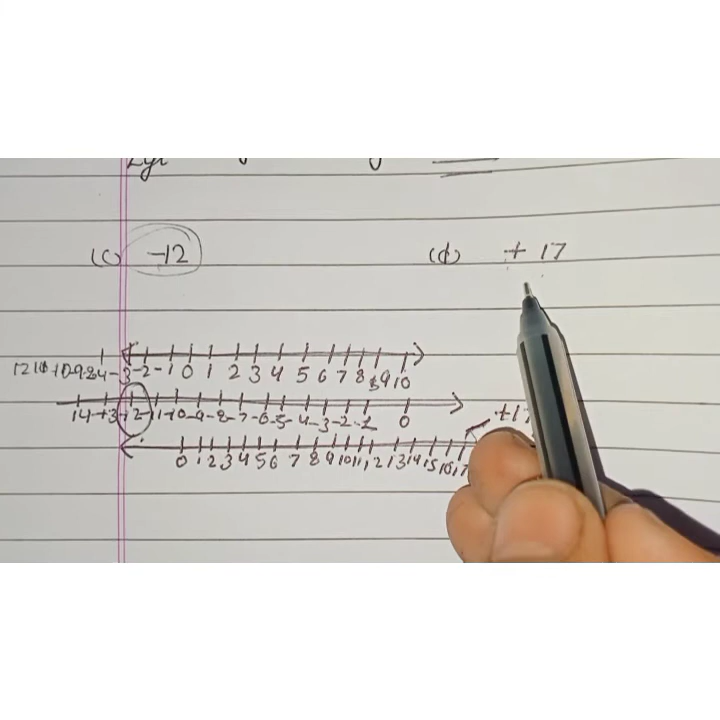 (c) -12 (d) + 17
-4 -3 -2 -1 0 1 2 3 4 5 6 7 8 9 10
14 -13 -12 -11 -10 -9 -8 -7 -6 -5 -4 -3 -2 -1 0
+17
0 1 2 3 4 5 6 7 8 9 10 11 12 13 14 15 16 17